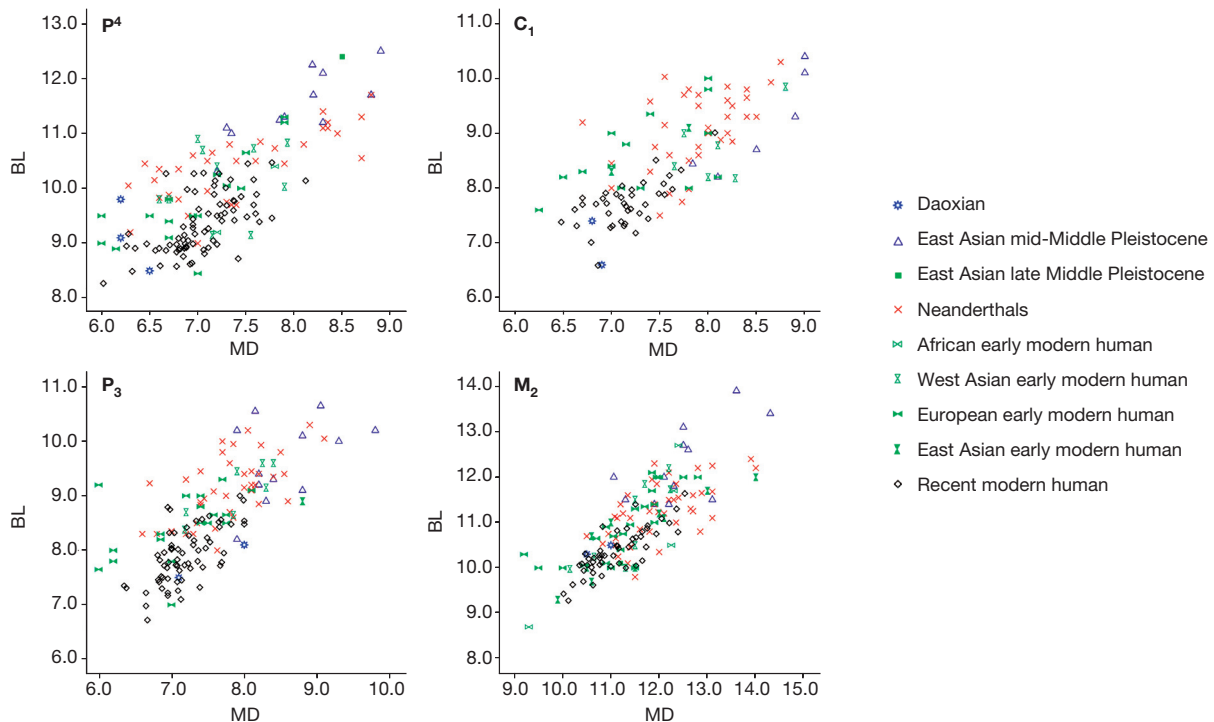 P⁴
13.0
12.0
11.0
10.0
9.0
8.0
BL
6.0 6.5 7.0 7.5 8.0 8.5 9.0
MD
C₁
11.0
10.0
9.0
8.0
7.0
6.0
BL
6.0 6.5 7.0 7.5 8.0 8.5 9.0
MD
P₃
11.0
10.0
9.0
8.0
7.0
6.0
BL
6.0 7.0 8.0 9.0 10.0
MD
M₂
14.0
13.0
12.0
11.0
10.0
9.0
8.0
BL
9.0 10.0 11.0 12.0 13.0 14.0 15.0
MD
Daoxian
East Asian mid-Middle Pleistocene
East Asian late Middle Pleistocene
Neanderthals
African early modern human
West Asian early modern human
European early modern human
East Asian early modern human
Recent modern human